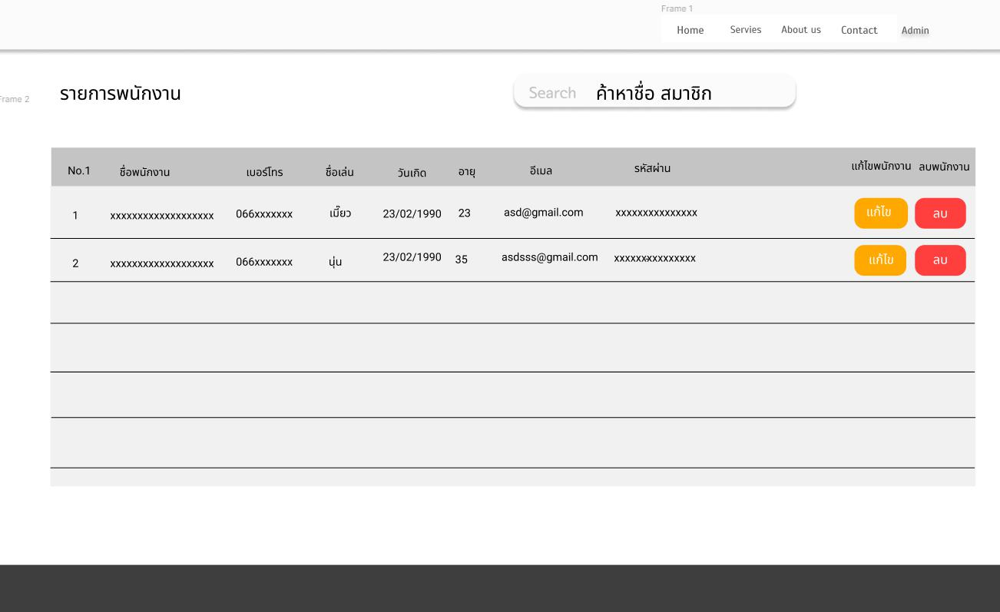 Frame 1
Home Servies About us Contact Admin
Frame 2
รายการพนักงาน
Search ค้าหาชื่อ สมาชิก
No.1 ชื่อพนักงาน เบอร์โทร ชื่อเล่น วันเกิด อายุ อีเมล รหัสผ่าน แก้ไขพนักงาน ลบพนักงาน
1 xxxxxxxxxxxxxxxxxxx 066xxxxxxx เมี๊ยว 23/02/1990 23 asd@gmail.com xxxxxxxxxxxxxxx แก้ไข ลบ
2 xxxxxxxxxxxxxxxxxxx 066xxxxxxx นุ่น 23/02/1990 35 asdsss@gmail.com xxxxxxxxxxxxxxx แก้ไข ลบ